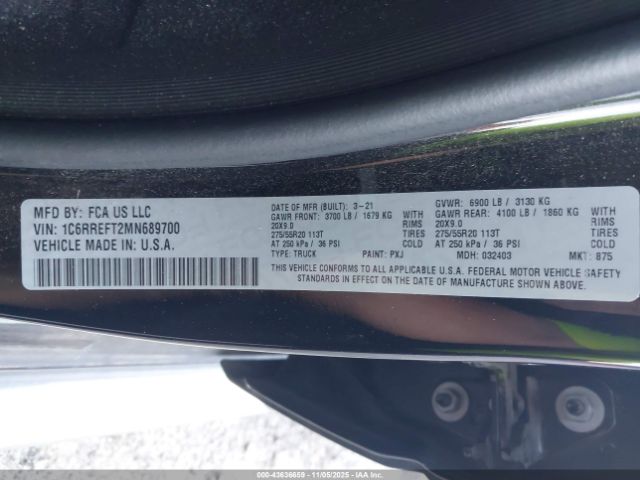 MFD BY: FCA US LLC
VIN: 1C6RREFT2MN689700
VEHICLE MADE IN U.S.A.
DATE OF MFR (BUILT): 3-21 GVWR: 6900 LB / 3130 KG
GAWR FRONT: 3700 LB / 1679 KG WITH GAWR REAR: 4100 LB / 1860 KG WITH
20X9.0 RIMS 20X9.0 RIMS
275/55R20 113T TIRES 275/55R20 113T TIRES
AT 250 kPa / 36 PSI COLD AT 250 kPa / 36 PSI COLD
TYPE: TRUCK PAINT: PXJ MDH: 032403 MKT: 875
THIS VEHICLE CONFORMS TO ALL APPLICABLE U.S.A. FEDERAL MOTOR VEHICLE SAFETY
STANDARDS IN EFFECT ON THE DATE OF MANUFACTURE SHOWN ABOVE.
000-43636659 - 11/05/2025 - IAA Inc.